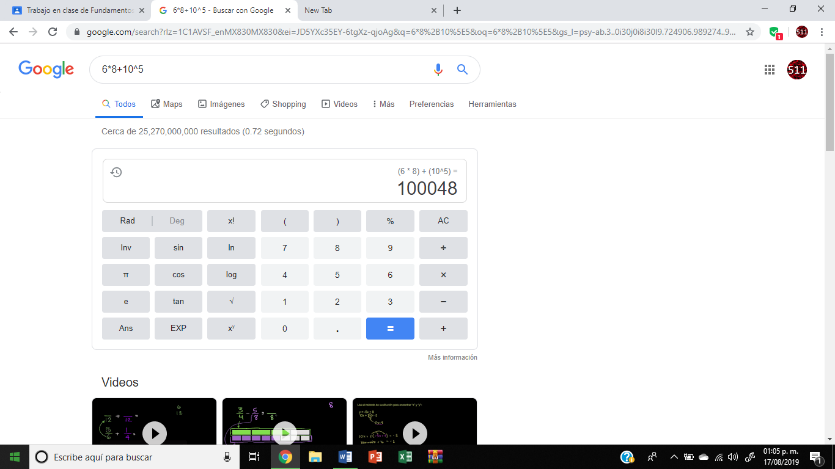 Trabajo en clase de Fundamento
6*8+10^5 - Buscar con Google
New Tab
google.com/search?rlz=1C1AVSF_enMX830MX830&ei=JD5YXc35EY-6tgXz-qjoAg&q=6*8%2B10%5E5&oq=6*8%2B10%5E5&gs_l=psy-ab.3..0i30j0i8i30l9.724906.989274..9...
511
Google
6*8+10^5
511
Todos
Maps
Imágenes
Shopping
Videos
Más
Preferencias
Herramientas
Cerca de 25,270,000,000 resultados (0.72 segundos)
(6 * 8) + (10^5) =
100048
Rad | Deg x! ( ) % AC
Inv sin ln 7 8 9 ÷
π cos log 4 5 6 ×
e tan √ 1 2 3 −
Ans EXP xʸ 0 . = +
Más información
Videos
Escribe aquí para buscar
01:05 p. m.
17/08/2019